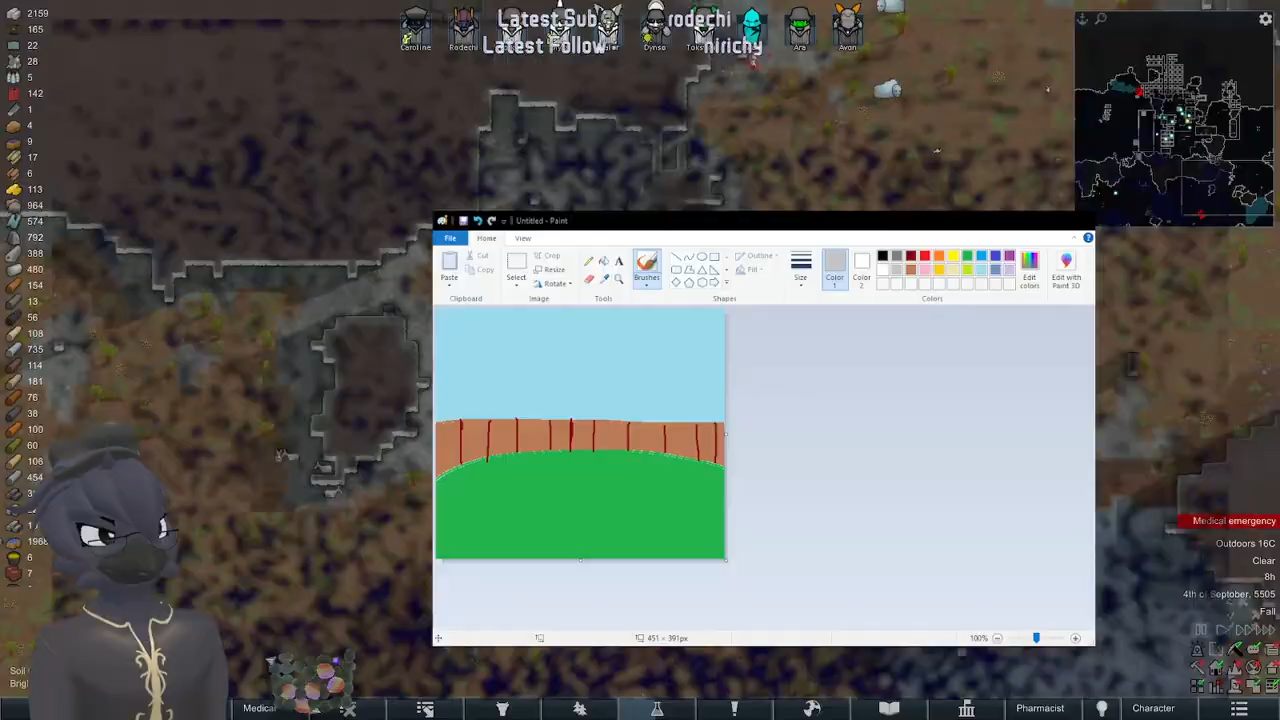 2159
165
22
28
5
142
1
4
9
17
6
113
964
574
792
388
480
154
13
56
108
735
114
181
78
38
100
60
106
454
6
7
Latest Sub rodechi
Latest Follow nirichy
Caroline
Rodechi
Dynso
Ara
Avon
Untitled - Paint
File
Home
View
Paste
Cut
Copy
Clipboard
Select
Crop
Resize
Rotate
Image
Tools
Brushes
Outline
Fill
Shapes
Size
Color 1
Color 2
Colors
Edit colors
Edit with Paint 3D
451 × 391px
100%
Medical emergency
Outdoors 16C
Clear
8h
4th of Septober, 5505
Fall
Soil
Medical
Pharmacist
Character